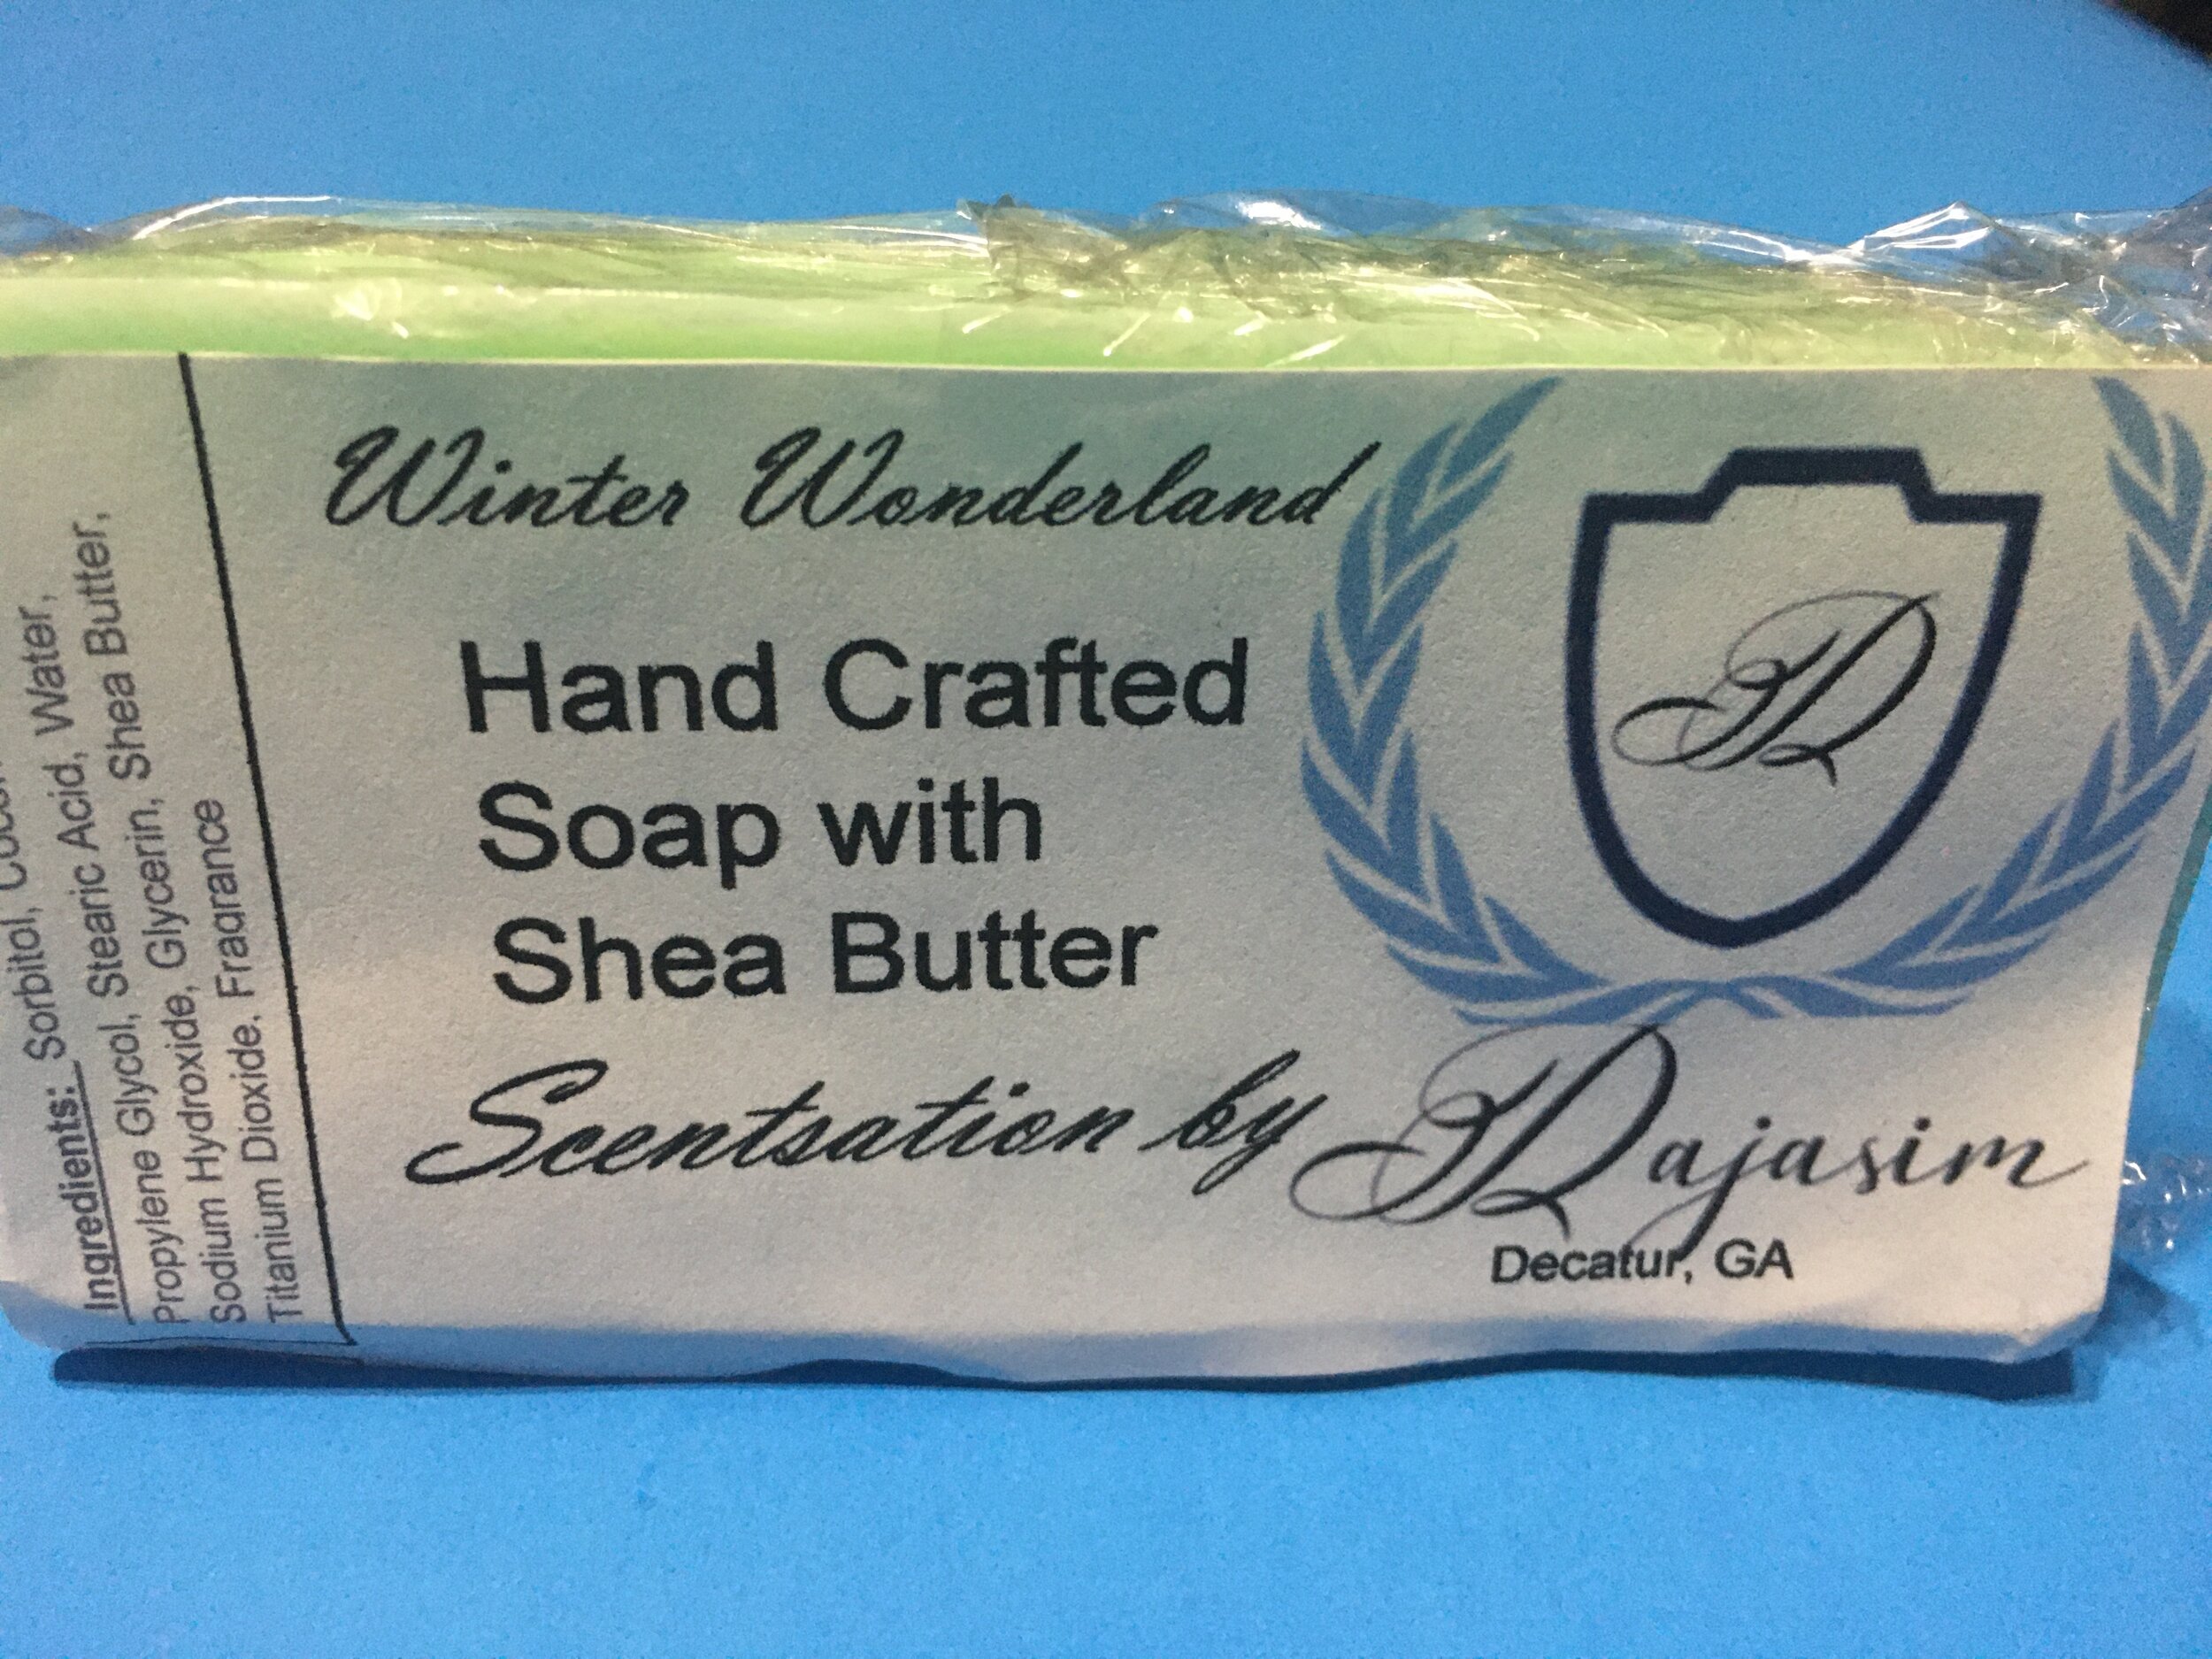 Ingredients: Sorbitol,
Propylene Glycol, Stearic Acid, Water,
Sodium Hydroxide, Glycerin, Shea Butter,
Titanium Dioxide, Fragrance
Winter Wonderland
Hand Crafted
Soap with
Shea Butter
Scentsation by Dajasim
Decatur, GA
D